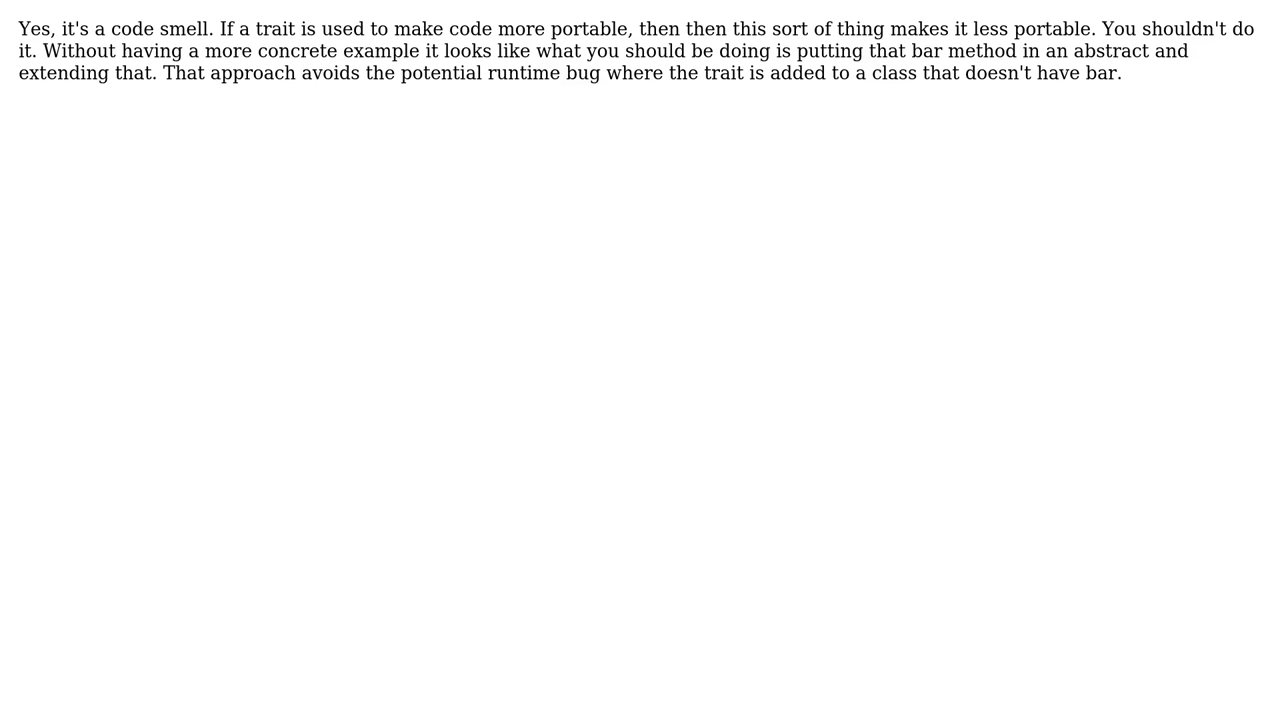 Yes, it's a code smell. If a trait is used to make code more portable, then then this sort of thing makes it less portable. You shouldn't do
it. Without having a more concrete example it looks like what you should be doing is putting that bar method in an abstract and
extending that. That approach avoids the potential runtime bug where the trait is added to a class that doesn't have bar.